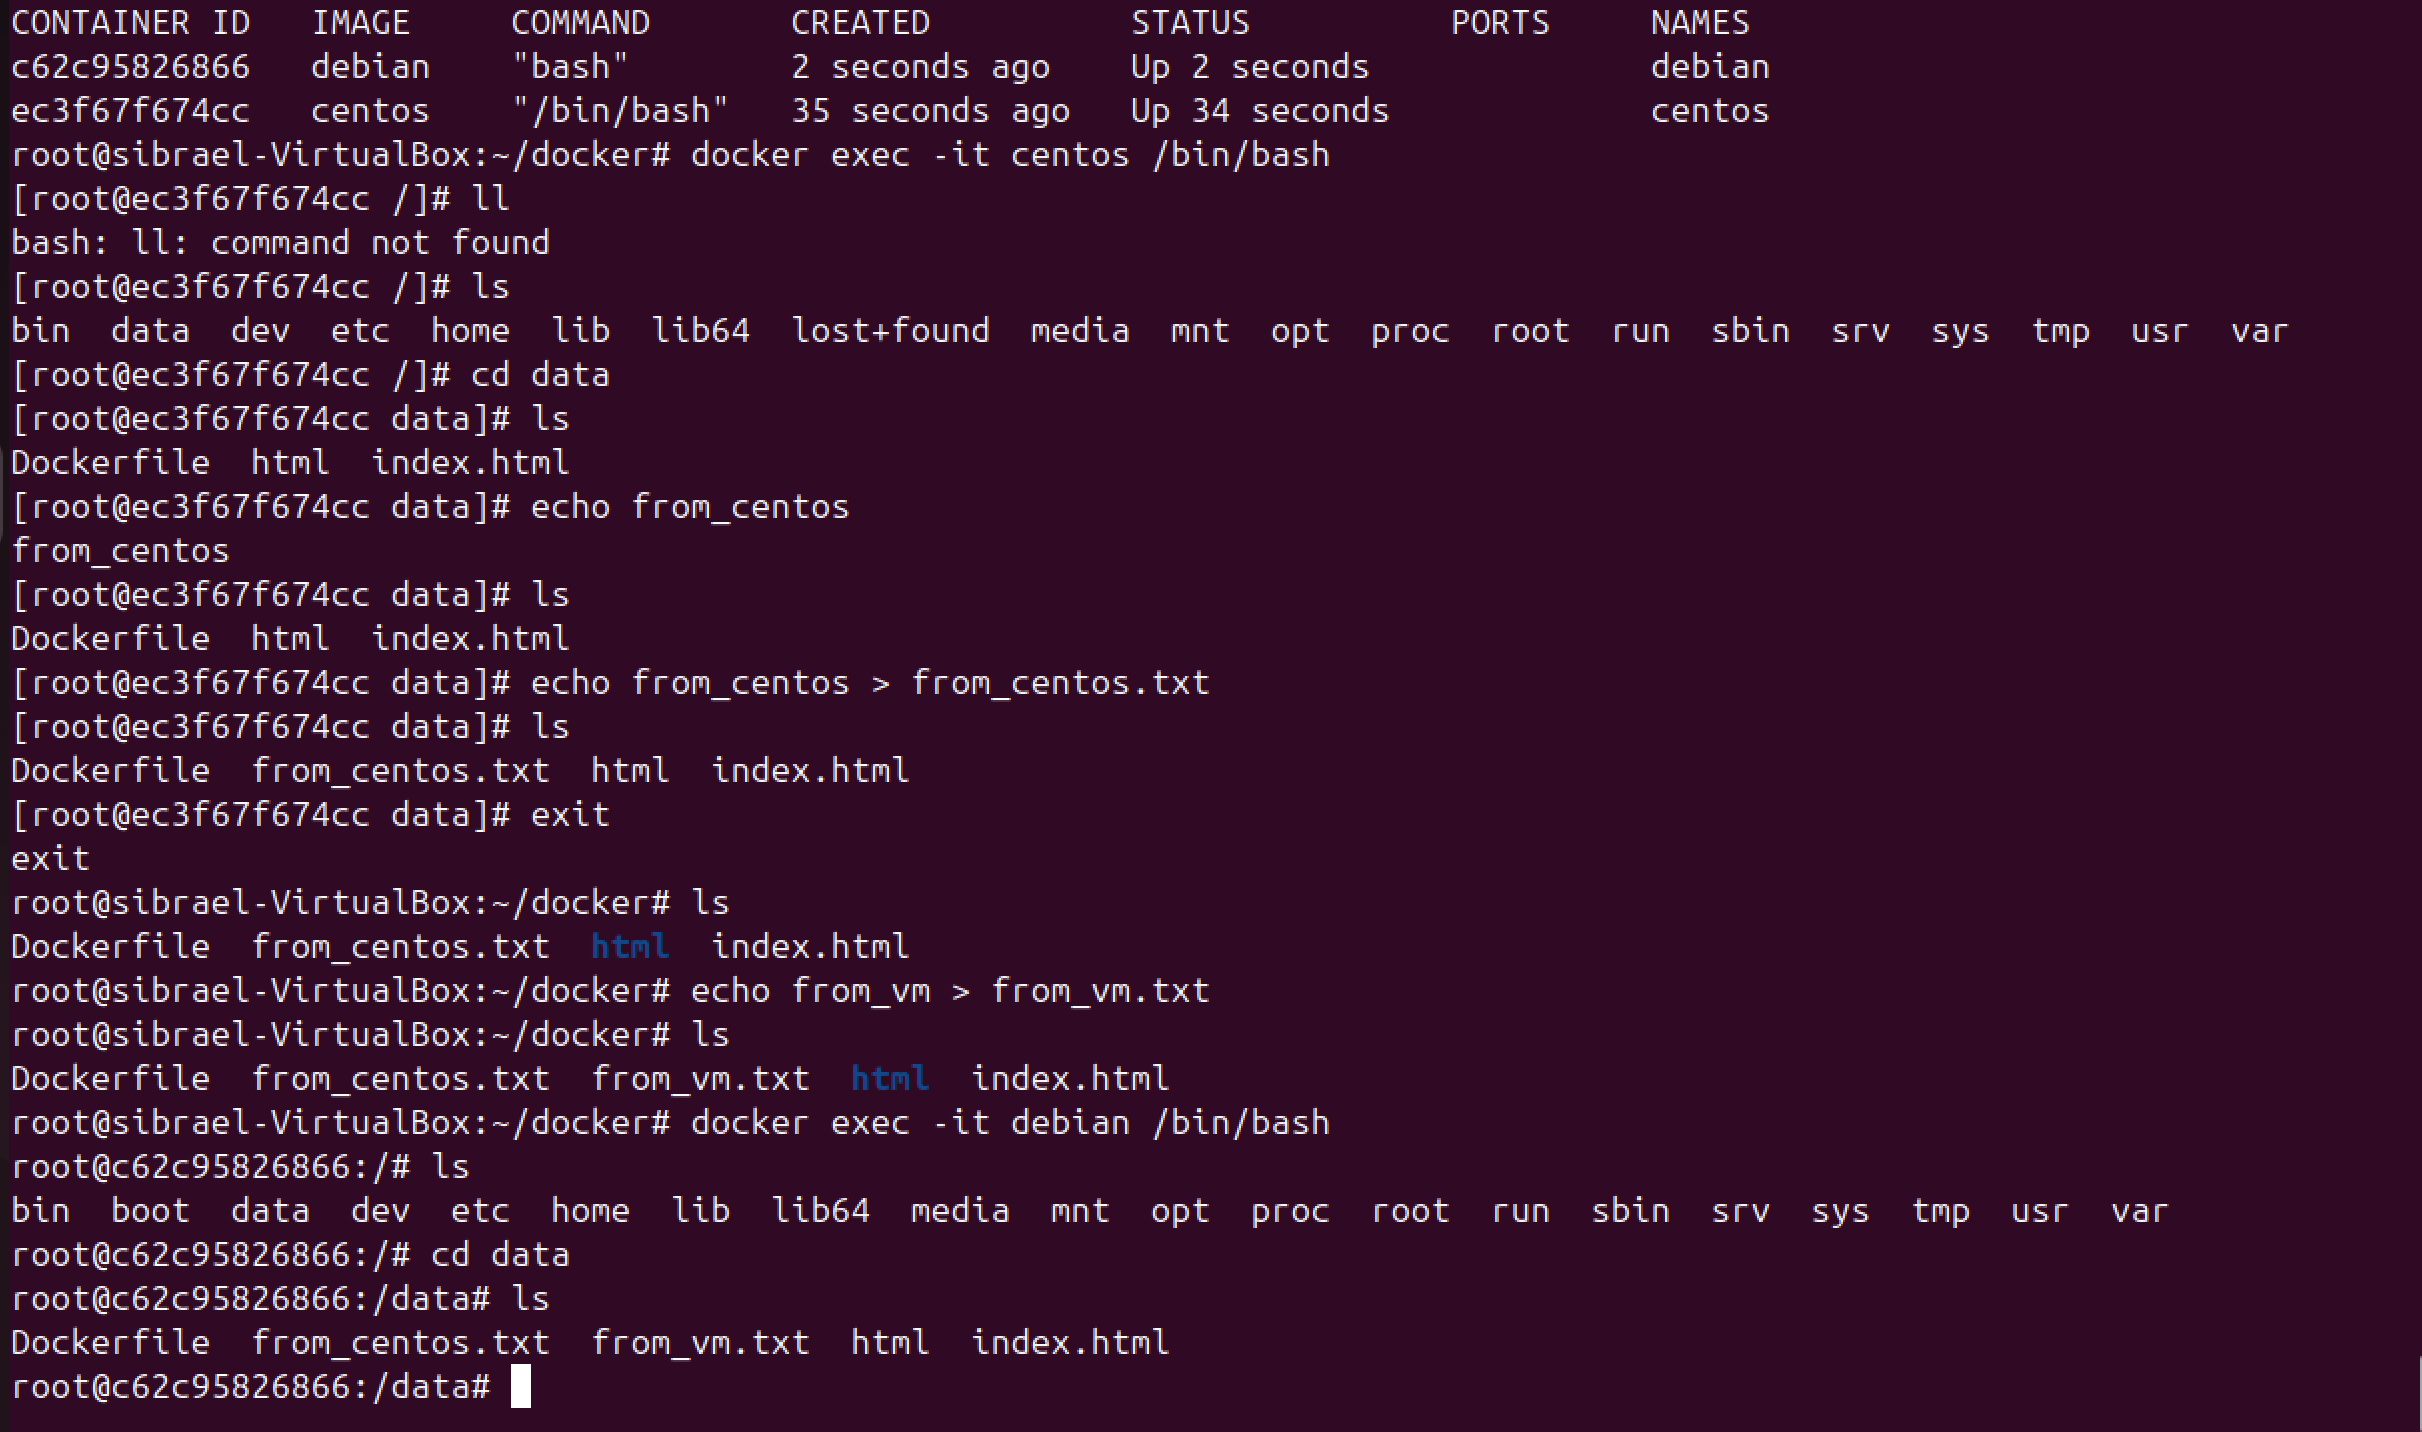 CONTAINER ID   IMAGE     COMMAND       CREATED          STATUS          PORTS     NAMES
c62c95826866   debian    "bash"        2 seconds ago    Up 2 seconds              debian
ec3f67f674cc   centos    "/bin/bash"   35 seconds ago   Up 34 seconds             centos
root@sibrael-VirtualBox:~/docker# docker exec -it centos /bin/bash
[root@ec3f67f674cc /]# ll
bash: ll: command not found
[root@ec3f67f674cc /]# ls
bin  data  dev  etc  home  lib  lib64  lost+found  media  mnt  opt  proc  root  run  sbin  srv  sys  tmp  usr  var
[root@ec3f67f674cc /]# cd data
[root@ec3f67f674cc data]# ls
Dockerfile  html  index.html
[root@ec3f67f674cc data]# echo from_centos
from_centos
[root@ec3f67f674cc data]# ls
Dockerfile  html  index.html
[root@ec3f67f674cc data]# echo from_centos > from_centos.txt
[root@ec3f67f674cc data]# ls
Dockerfile  from_centos.txt  html  index.html
[root@ec3f67f674cc data]# exit
exit
root@sibrael-VirtualBox:~/docker# ls
Dockerfile  from_centos.txt  html  index.html
root@sibrael-VirtualBox:~/docker# echo from_vm > from_vm.txt
root@sibrael-VirtualBox:~/docker# ls
Dockerfile  from_centos.txt  from_vm.txt  html  index.html
root@sibrael-VirtualBox:~/docker# docker exec -it debian /bin/bash
root@c62c95826866:/# ls
bin  boot  data  dev  etc  home  lib  lib64  media  mnt  opt  proc  root  run  sbin  srv  sys  tmp  usr  var
root@c62c95826866:/# cd data
root@c62c95826866:/data# ls
Dockerfile  from_centos.txt  from_vm.txt  html  index.html
root@c62c95826866:/data#